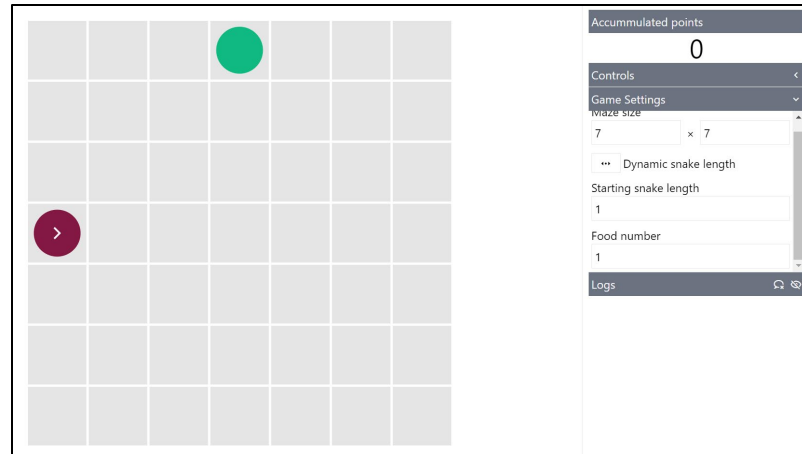 Accummulated points
0
Controls
Game Settings
Maze size
7 × 7
Dynamic snake length
Starting snake length
1
Food number
1
Logs